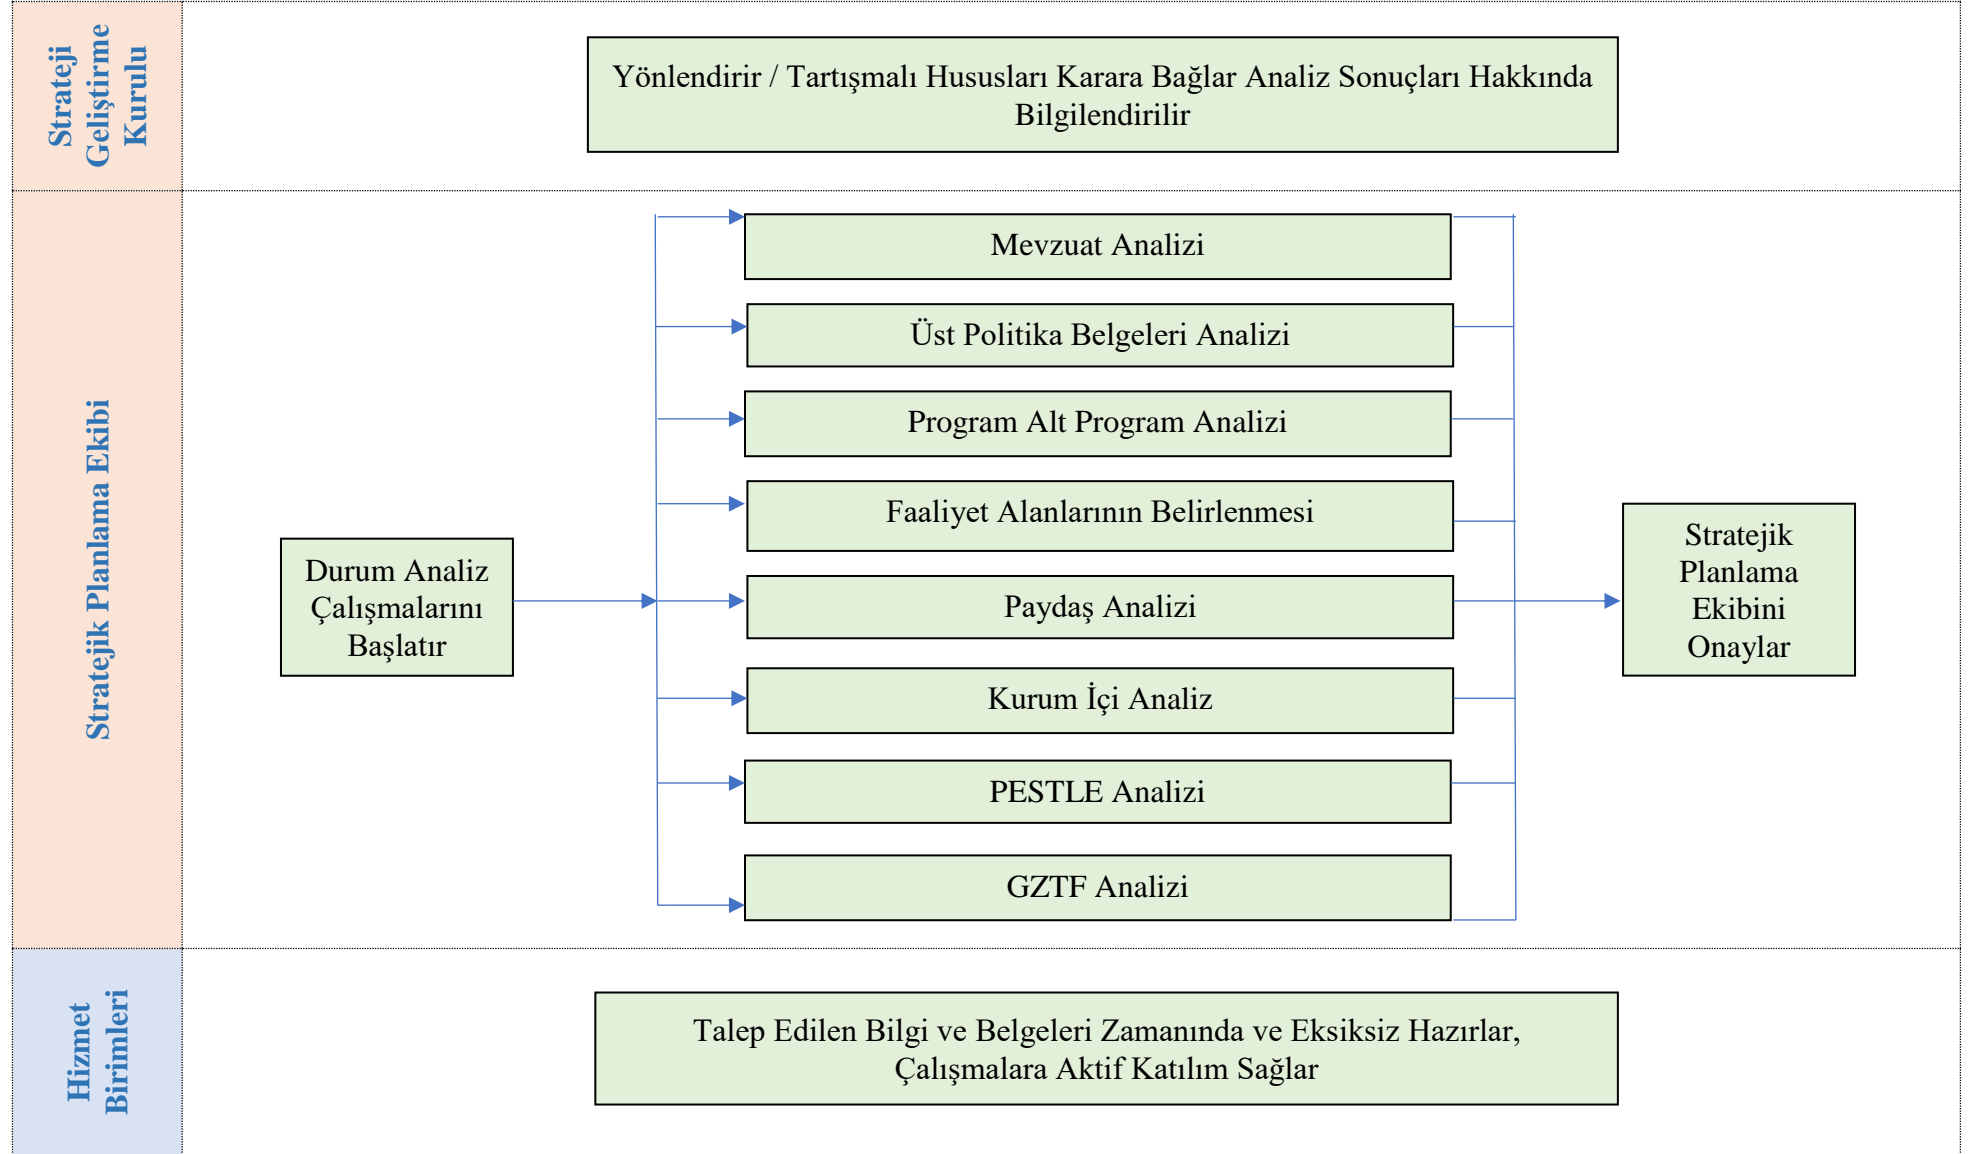 Strateji
Geliştirme
Kurulu
Yönlendirir / Tartışmalı Hususları Karara Bağlar Analiz Sonuçları Hakkında
Bilgilendirilir
Stratejik Planlama Ekibi
Durum Analiz
Çalışmalarını
Başlatır
Mevzuat Analizi
Üst Politika Belgeleri Analizi
Program Alt Program Analizi
Faaliyet Alanlarının Belirlenmesi
Paydaş Analizi
Kurum İçi Analiz
PESTLE Analizi
GZTF Analizi
Stratejik
Planlama
Ekibini
Onaylar
Hizmet
Birimleri
Talep Edilen Bilgi ve Belgeleri Zamanında ve Eksiksiz Hazırlar,
Çalışmalara Aktif Katılım Sağlar